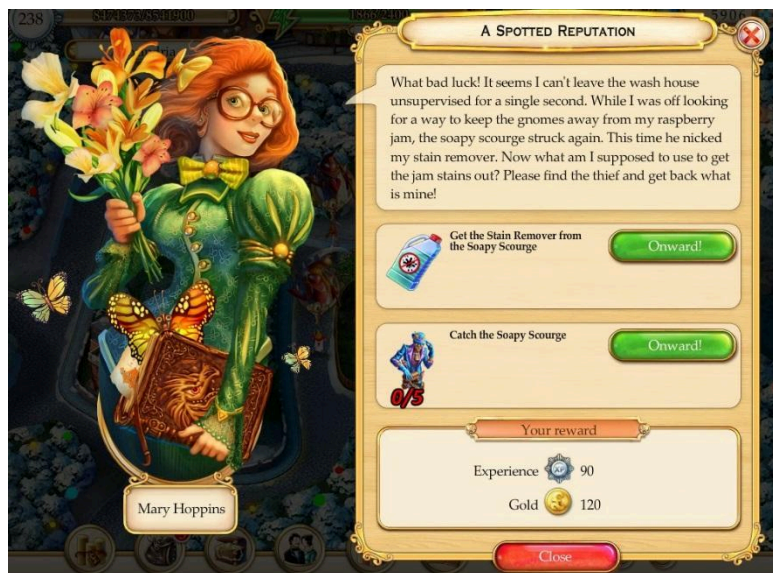 238
A Spotted Reputation
What bad luck! It seems I can't leave the wash house
unsupervised for a single second. While I was off looking
for a way to keep the gnomes away from my raspberry
jam, the soapy scourge struck again. This time he nicked
my stain remover. Now what am I supposed to use to get
the jam stains out? Please find the thief and get back what
is mine!
Get the Stain Remover from
the Soapy Scourge
Onward!
Catch the Soapy Scourge
Onward!
0/5
Your reward
Experience XP 90
Gold 120
Mary Hoppins
Close